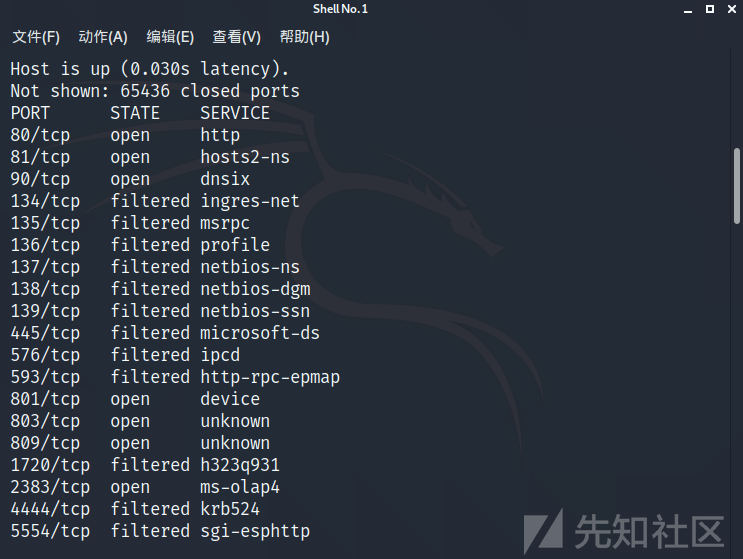 Shell No.1
文件(F) 动作(A) 编辑(E) 查看(V) 帮助(H)
Host is up (0.030s latency).
Not shown: 65436 closed ports
PORT STATE SERVICE
80/tcp open http
81/tcp open hosts2-ns
90/tcp open dnsix
134/tcp filtered ingres-net
135/tcp filtered msrpc
136/tcp filtered profile
137/tcp filtered netbios-ns
138/tcp filtered netbios-dgm
139/tcp filtered netbios-ssn
445/tcp filtered microsoft-ds
576/tcp filtered ipcd
593/tcp filtered http-rpc-epmap
801/tcp open device
803/tcp open unknown
809/tcp open unknown
1720/tcp filtered h323q931
2383/tcp open ms-olap4
4444/tcp filtered krb524
5554/tcp filtered sgi-esphttp
先知社区